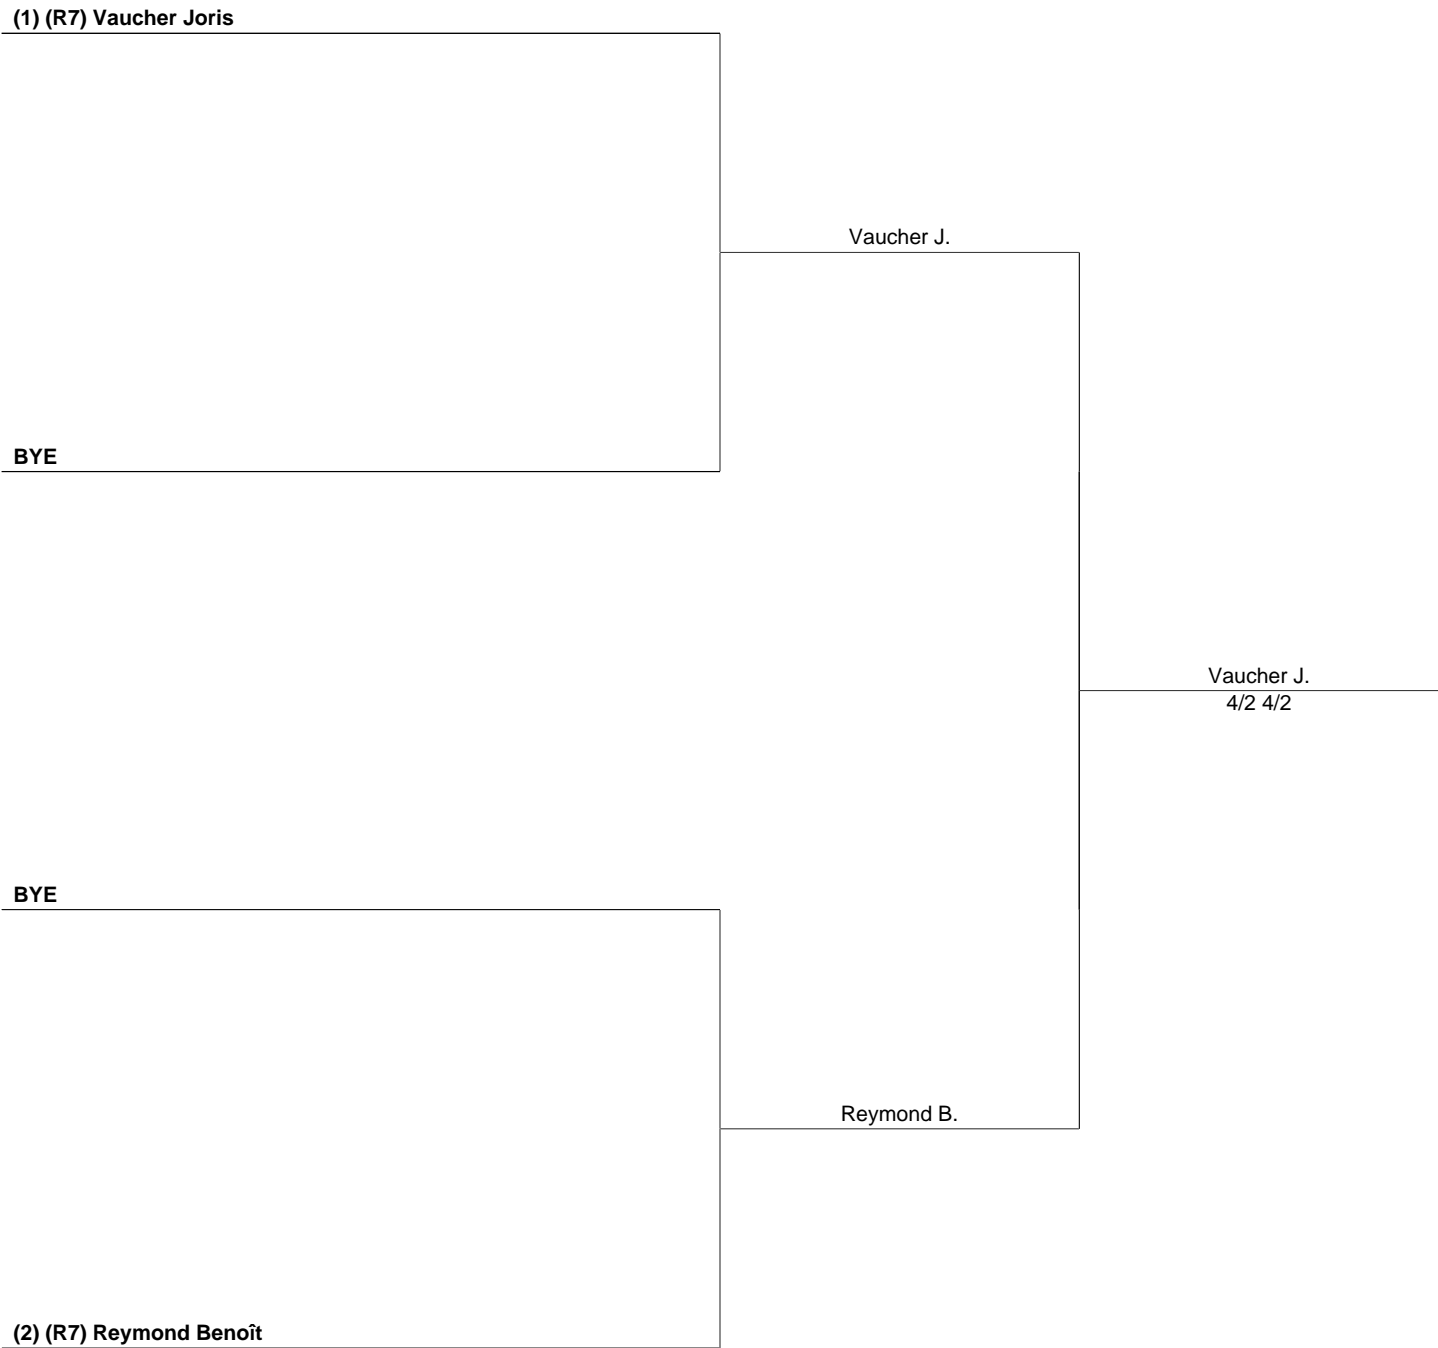 (1) (R7) Vaucher Joris
Vaucher J.
BYE
Vaucher J.
4/2 4/2
BYE
Reymond B.
(2) (R7) Reymond Benoît